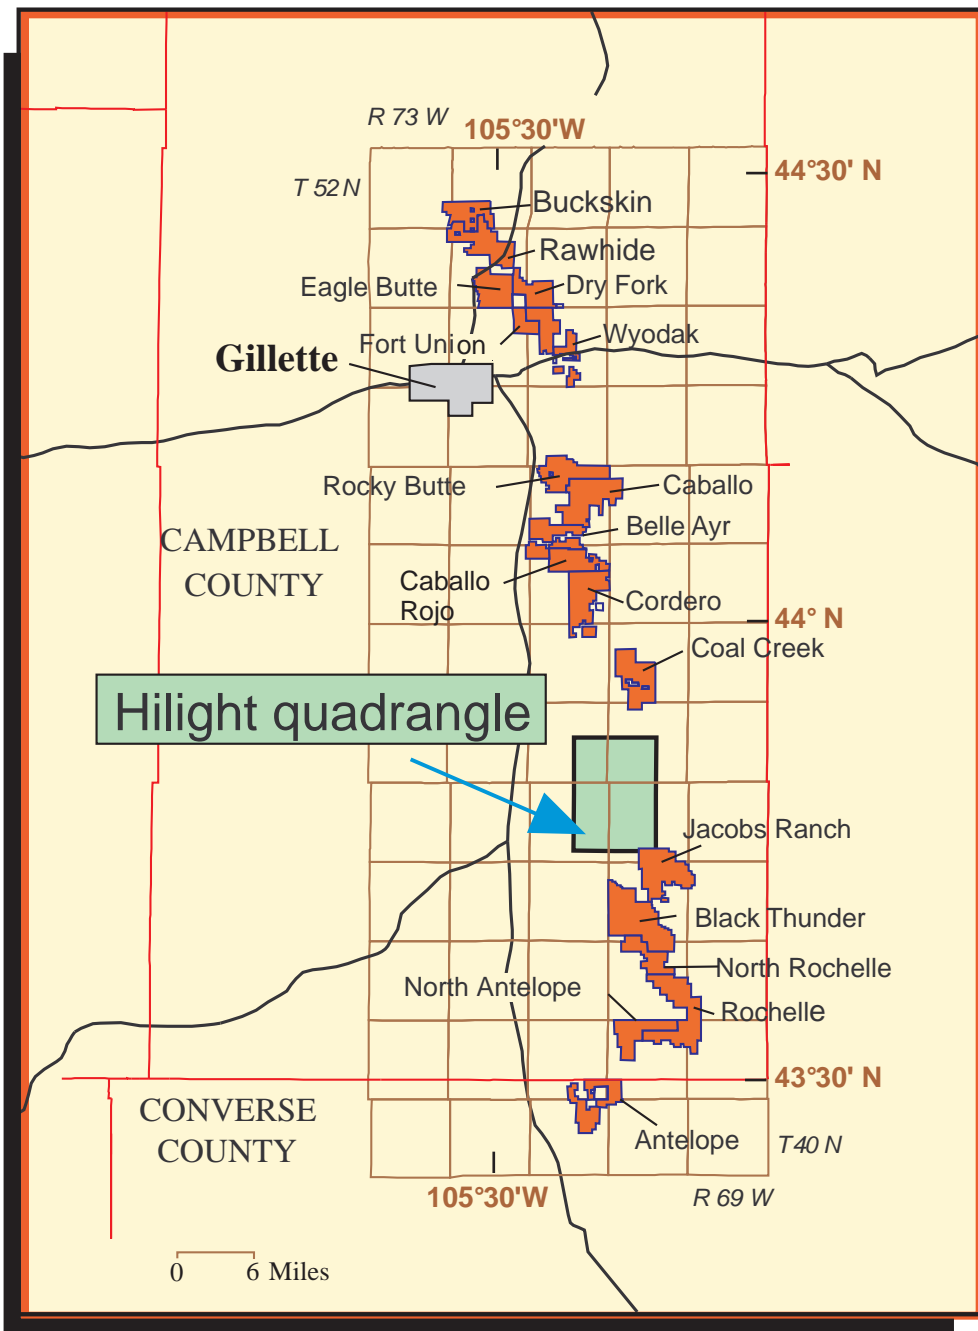 R 73 W
105°30'W
44°30' N
T 52 N
Buckskin
Rawhide
Eagle Butte
Dry Fork
Fort Union
Wyodak
Gillette
Rocky Butte
Caballo
Belle Ayr
CAMPBELL
COUNTY
Caballo
Rojo
Cordero
44° N
Coal Creek
Hilight quadrangle
Jacobs Ranch
Black Thunder
North Rochelle
North Antelope
Rochelle
43°30' N
CONVERSE
COUNTY
Antelope
T40 N
105°30'W
R 69 W
0 6 Miles